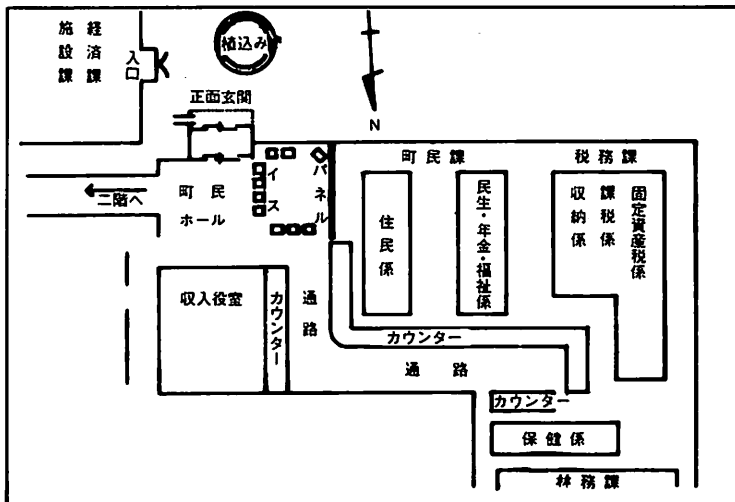 経済課
施設課
入口
植込み
正面玄関
N
町民課
税務課
二階へ
町民
ホール
イス
パネル
住民係
民生・年金・福祉係
収納係
課税係
固定資産税係
収入役室
カウンター
通路
カウンター
通路
カウンター
保健係
林務課